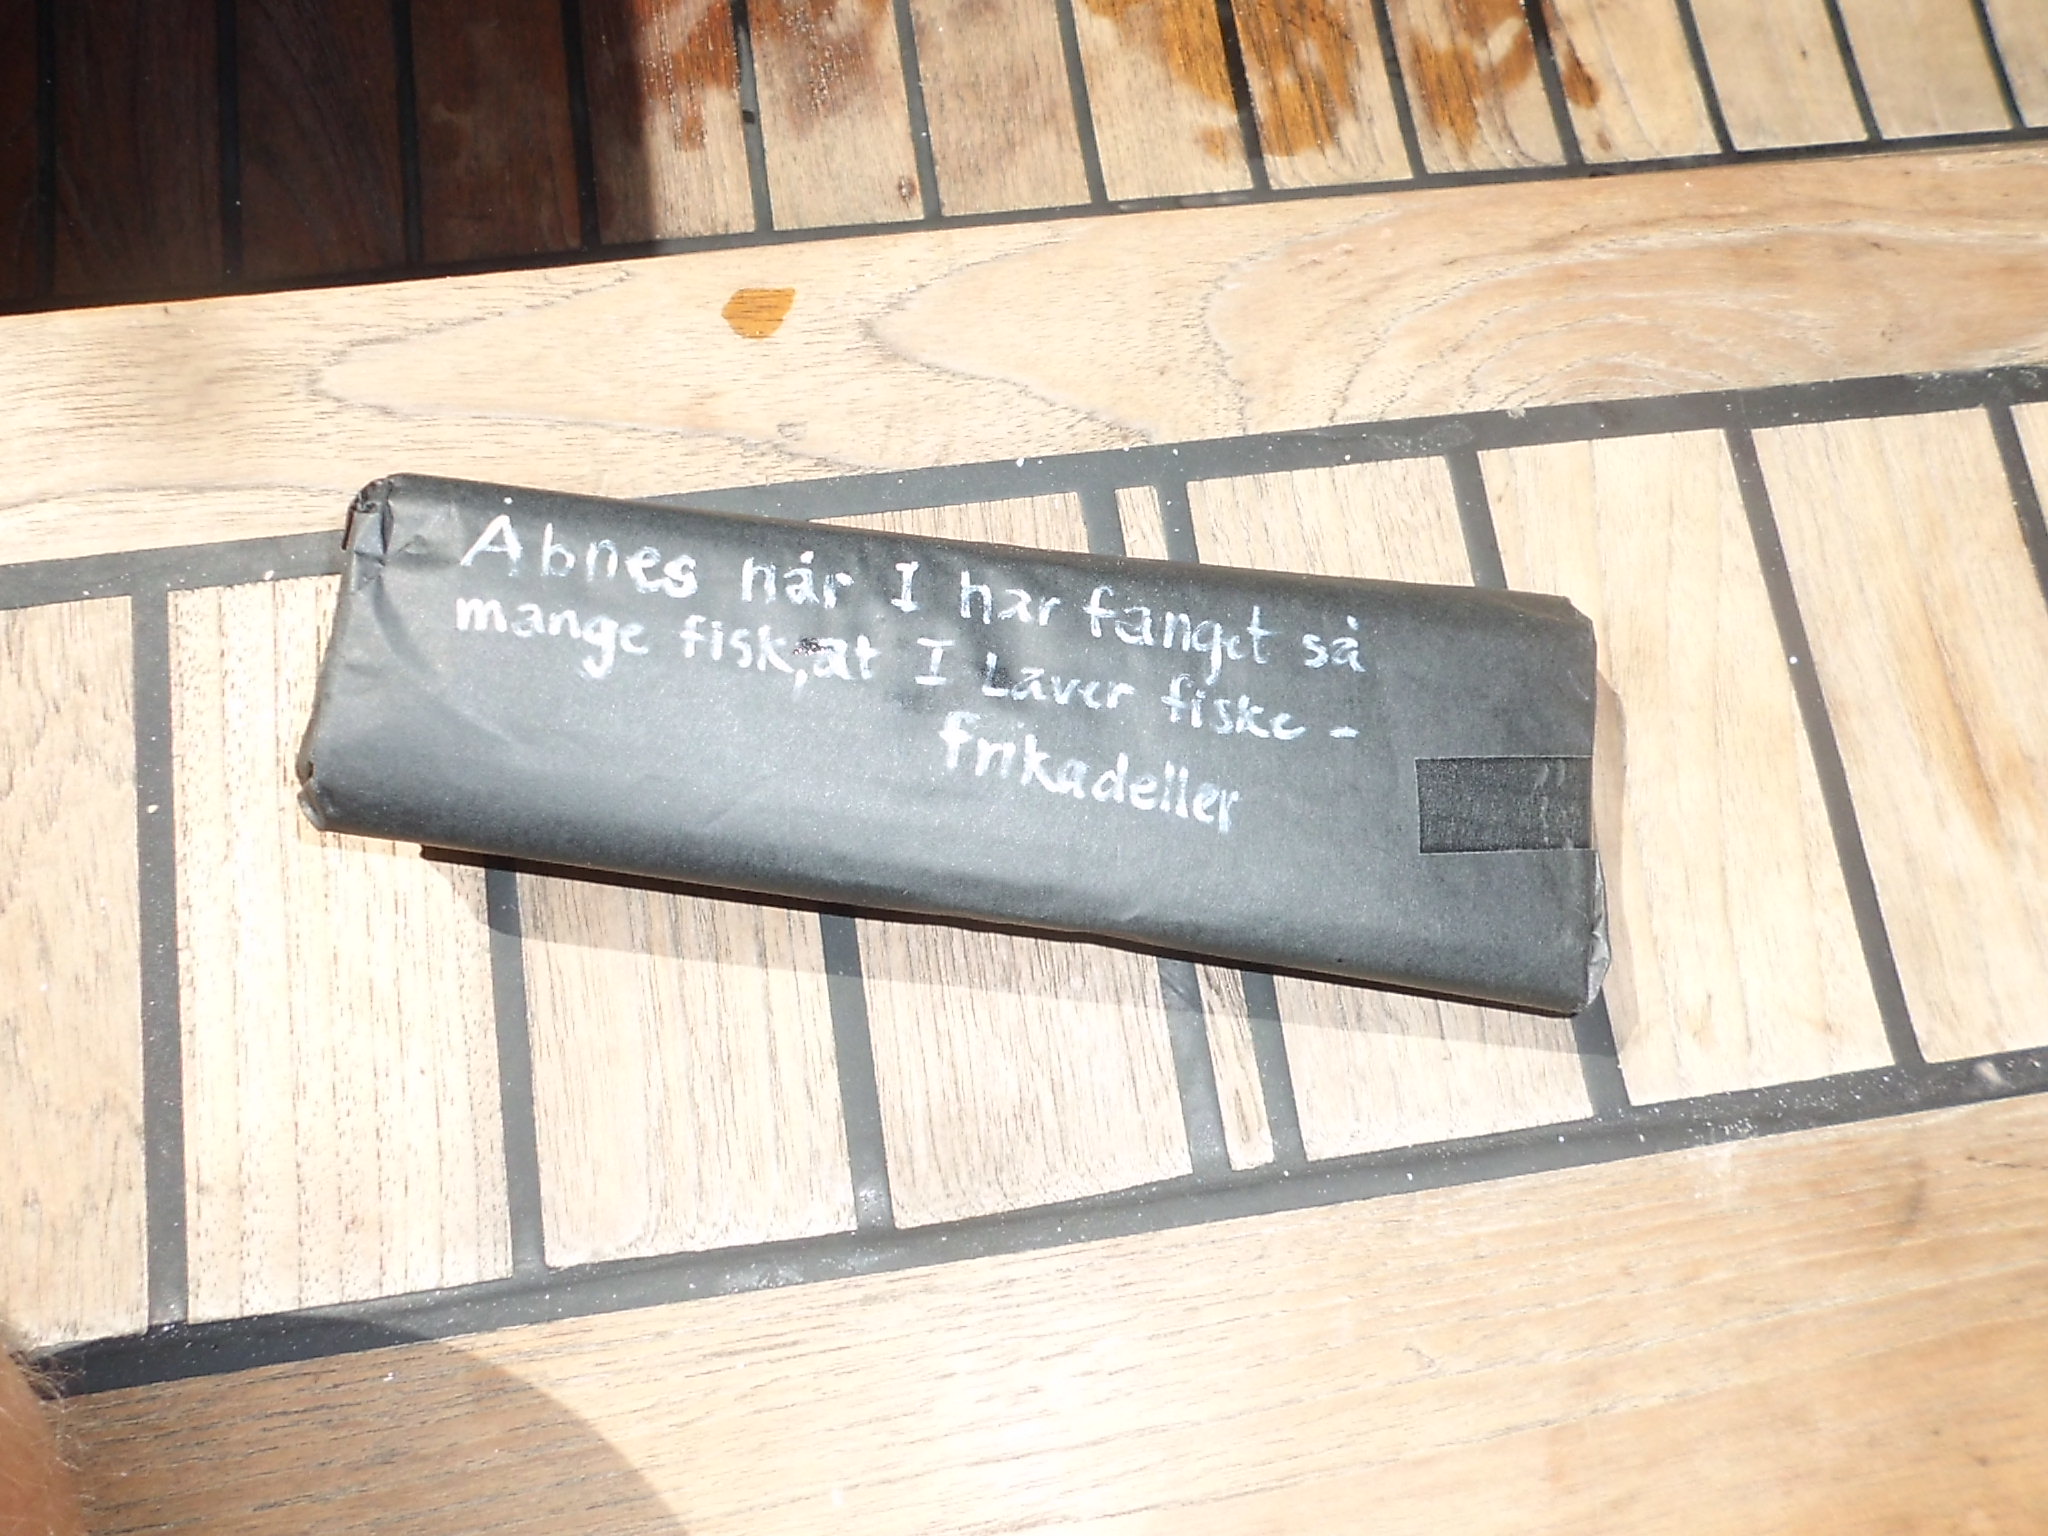 Åbnes når I har fanget så
mange fisk, at I Laver fiske -
frikadeller